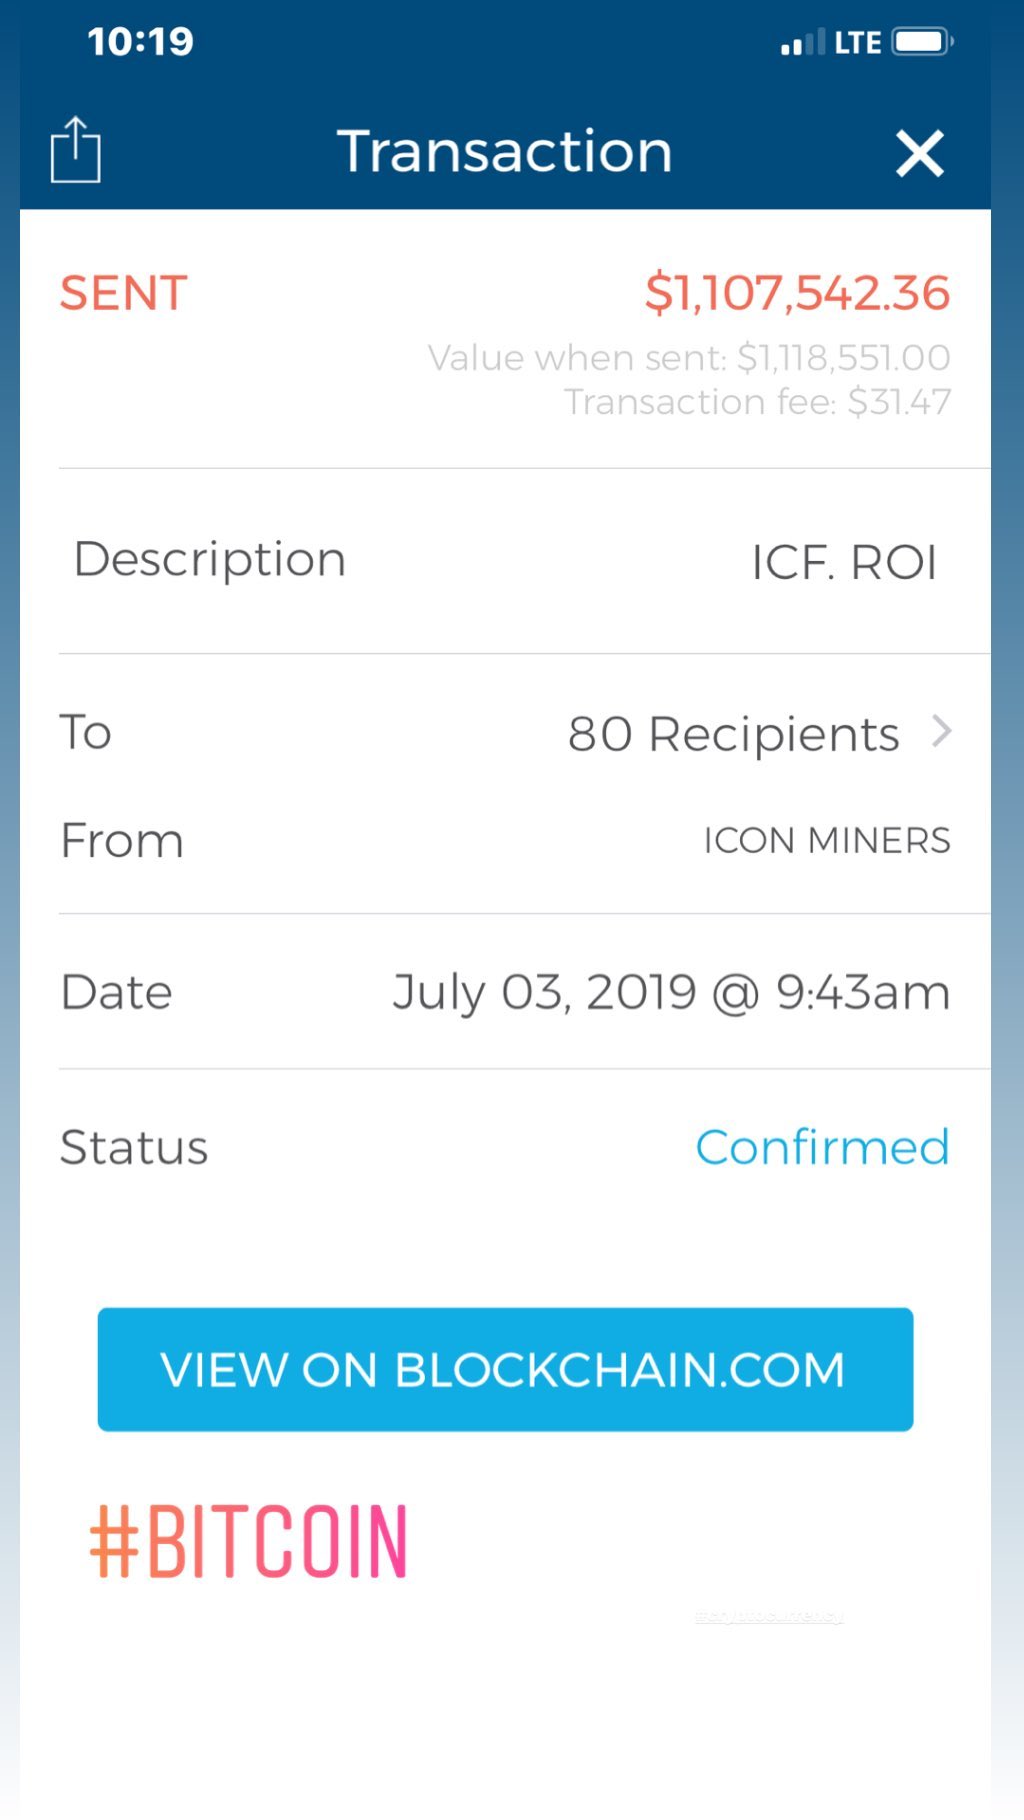 10:19 LTE
Transaction
SENT $1,107,542.36
Value when sent: $1,118,551.00
Transaction fee: $31.47
Description ICF. ROI
To 80 Recipients
From ICON MINERS
Date July 03, 2019 @ 9:43am
Status Confirmed
VIEW ON BLOCKCHAIN.COM
#BITCOIN
#cryptocurrency